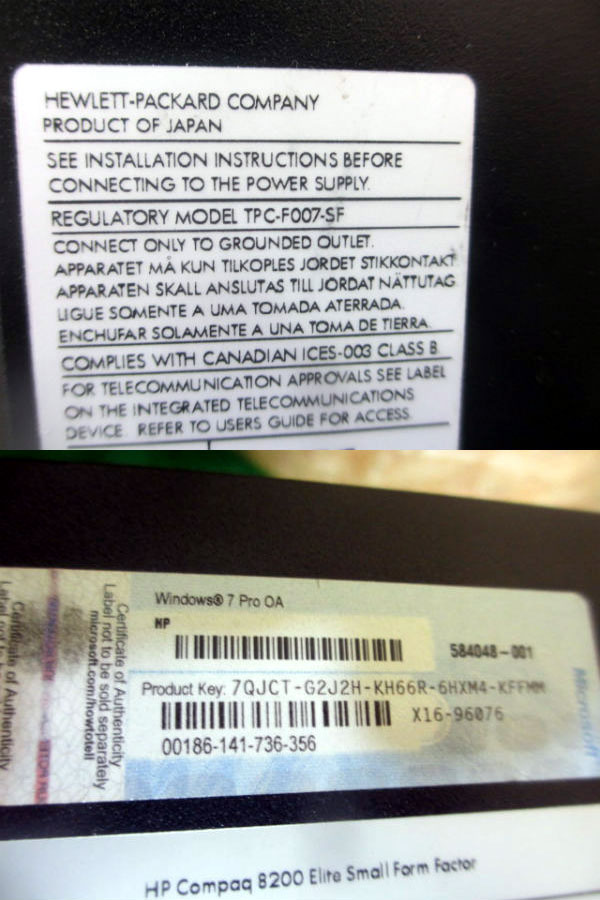 HEWLETT-PACKARD COMPANY
PRODUCT OF JAPAN
SEE INSTALLATION INSTRUCTIONS BEFORE
CONNECTING TO THE POWER SUPPLY.
REGULATORY MODEL TPC-F007-SF
CONNECT ONLY TO GROUNDED OUTLET.
APPARATET MÅ KUN TILKOPLES JORDET STIKKONTAKT
APPARATEN SKALL ANSLUTAS TILL JORDAT NÄTTUTAG
LIGUE SOMENTE A UMA TOMADA ATERRADA.
ENCHUFAR SOLAMENTE A UNA TOMA DE TIERRA.
COMPLIES WITH CANADIAN ICES-003 CLASS B.
FOR TELECOMMUNICATION APPROVALS SEE LABEL
ON THE INTEGRATED TELECOMMUNICATIONS
DEVICE. REFER TO USERS GUIDE FOR ACCESS.
Certificate of Authenticity
Certificate of Authenticity
Label not to be sold separately
microsoft.com/howtotell
Windows® 7 Pro OA
HP
584048-001
Product Key:
X16-96076
00186-141-736-356
Microsoft
HP Compaq 8200 Elite Small Form Factor